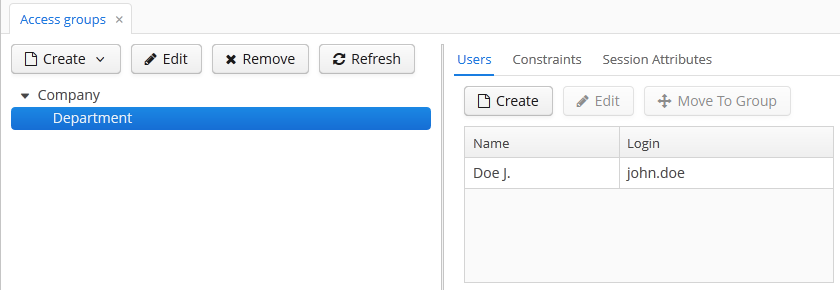 Access groups ×
Create Edit Remove Refresh
Company
Department
Users Constraints Session Attributes
Create Edit Move To Group
Name Login
Doe J. john.doe